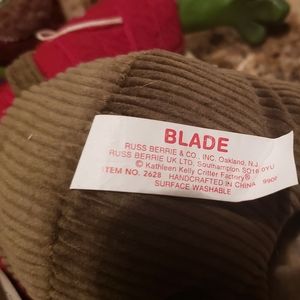 BLADE
RUSS BERRIE & CO., INC. Oakland, N.J.
RUSS BERRIE UK LTD, Southampton SO16 0YU
© Kathleen Kelly Critter Factory®
ITEM NO. 2628 HANDCRAFTED IN CHINA 990F
SURFACE WASHABLE